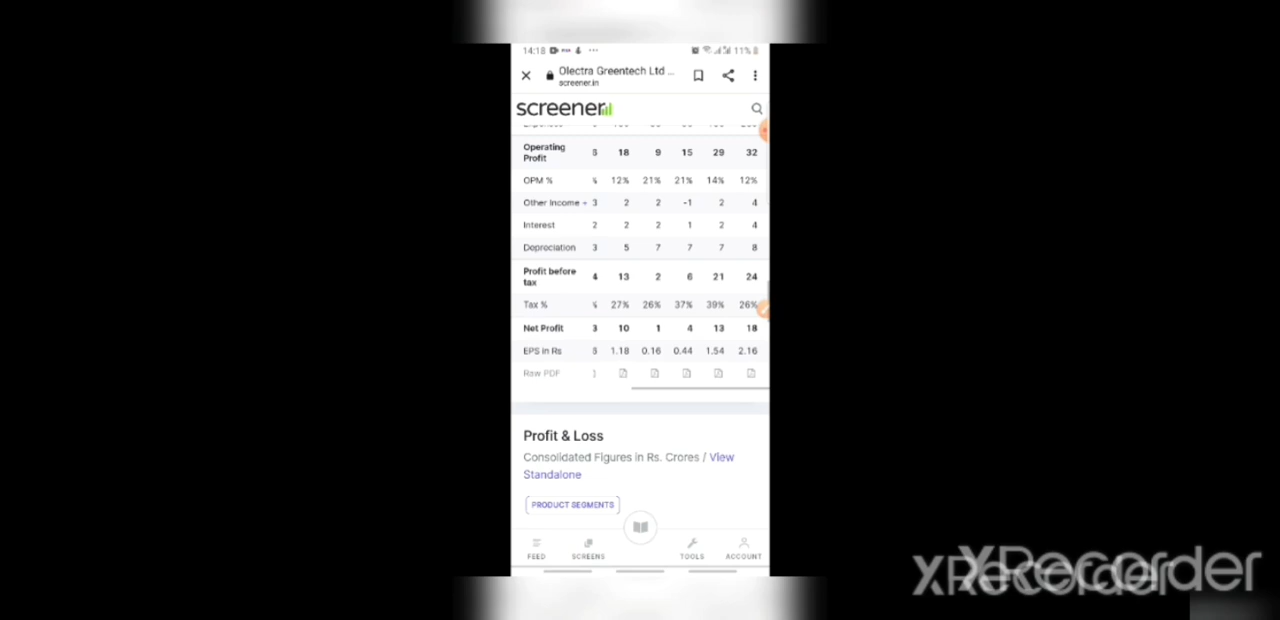 14:18 11%
Olectra Greentech Ltd ...
screener.in
screener
Operating Profit 18 9 15 29 32
OPM % 12% 21% 21% 14% 12%
Other Income + 3 2 2 -1 2 4
Interest 2 2 2 1 2 4
Depreciation 3 5 7 7 7 8
Profit before tax 4 13 2 6 21 24
Tax % 27% 26% 37% 39% 26%
Net Profit 3 10 1 4 13 18
EPS in Rs 1.18 0.16 0.44 1.54 2.16
Raw PDF
Profit & Loss
Consolidated Figures in Rs. Crores / View
Standalone
PRODUCT SEGMENTS
FEED SCREENS TOOLS ACCOUNT
XRecorder
XRecorder